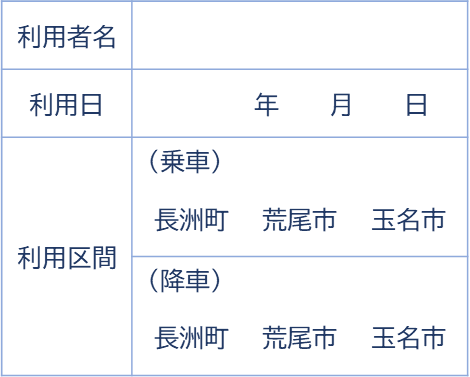 利用者名
利用日 年 月 日
利用区間
（乗車）
長洲町 荒尾市 玉名市
（降車）
長洲町 荒尾市 玉名市